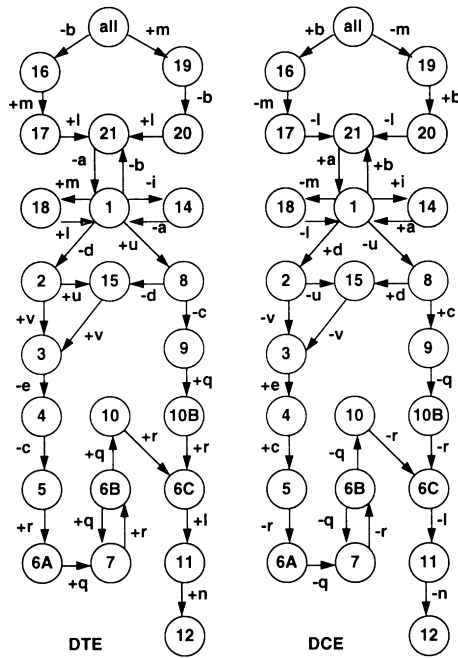 all all
-b +m +b -m
16 19 16 19
+m -b -m +b
17 +l 21 +l 20 17 -l 21 -l 20
-a -b +a +b
18 +m -i 14 18 -m +i 14
1 1
+l -a -l +a
-d +u +d -u
2 15 8 2 15 8
+u -d -u +d
+v +v -c -v -v +c
3 9 3 9
-e +q +e -q
4 10 10B 4 10 10B
-c +q +r +r +c -q -r -r
5 6B 6C 5 6B 6C
+r +q +r +l -r -q -r -l
6A +q 7 11 6A -q 7 11
+n -n
DTE 12 DCE 12